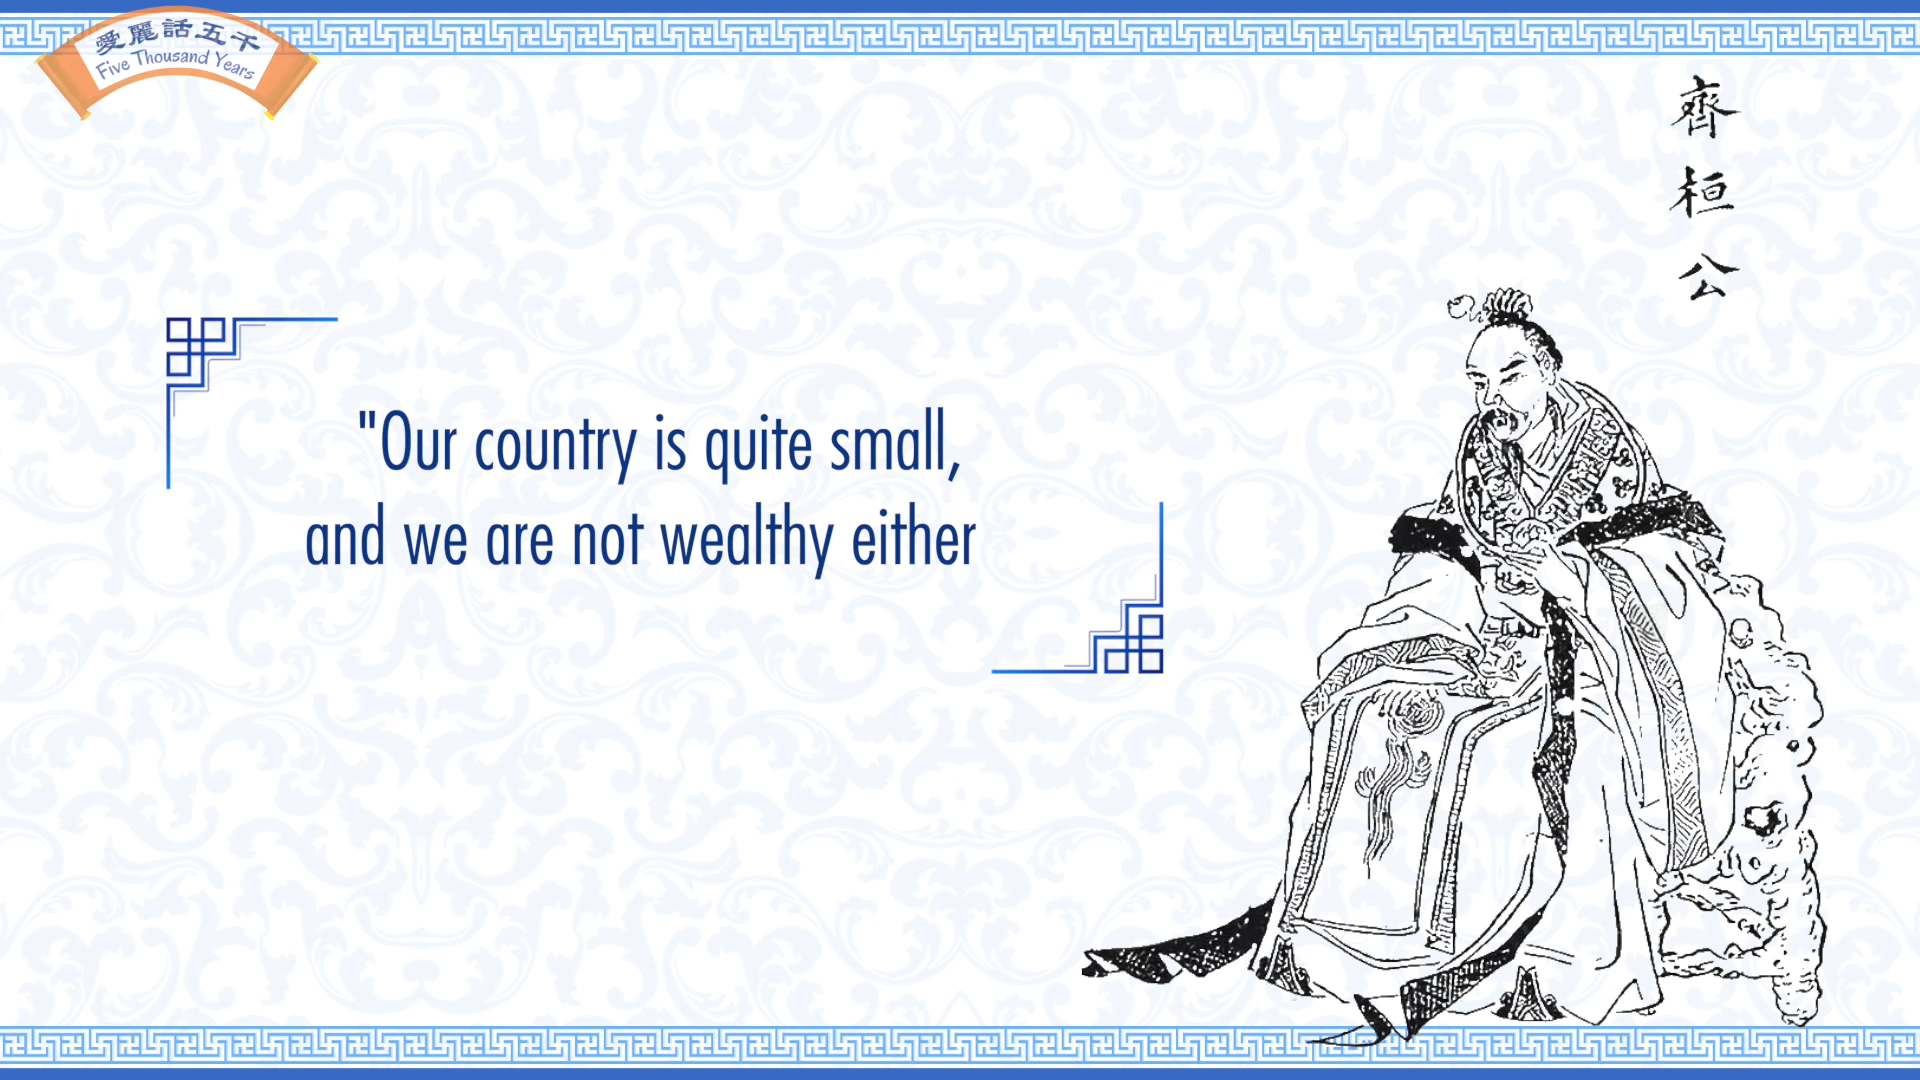 愛麗話五千
Five Thousand Years
齊桓公
"Our country is quite small,
and we are not wealthy either